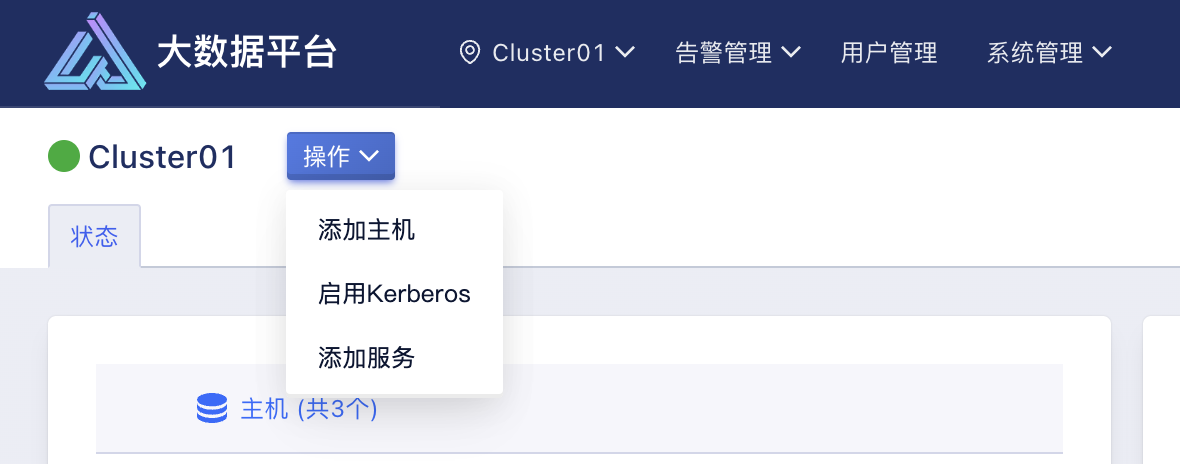 大数据平台 Cluster01 告警管理 用户管理 系统管理
Cluster01 操作
添加主机
状态
启用Kerberos
添加服务
主机 (共3个)